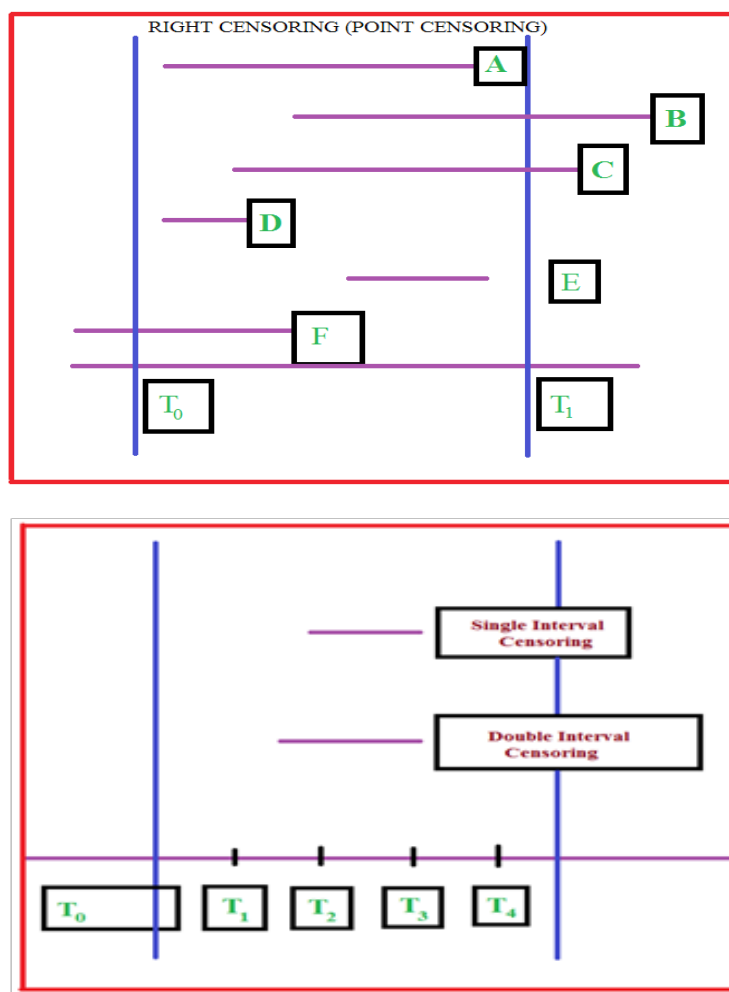 RIGHT CENSORING (POINT CENSORING)
A
B
C
D
E
F
T₀
T₁
Single Interval
Censoring
Double Interval
Censoring
T₀
T₁
T₂
T₃
T₄